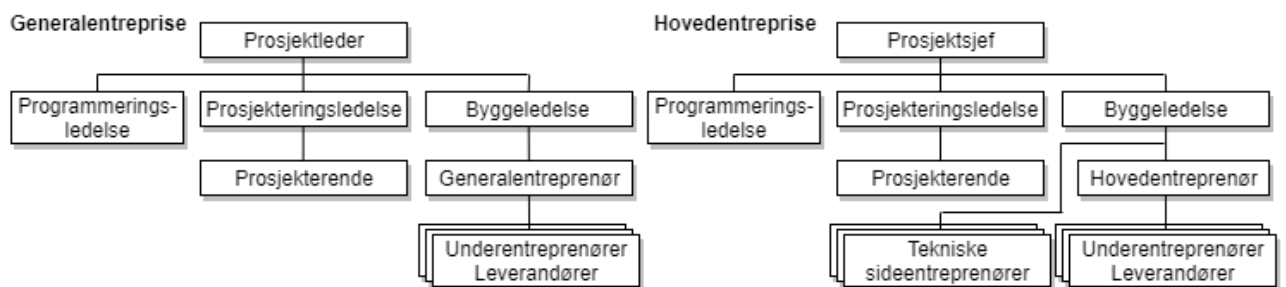 Generalentreprise
Prosjektleder
Programmerings-
ledelse
Prosjekteringsledelse
Byggeledelse
Prosjekterende
Generalentreprenør
Underentreprenører
Leverandører
Hovedentreprise
Prosjektsjef
Programmerings-
ledelse
Prosjekteringsledelse
Byggeledelse
Prosjekterende
Hovedentreprenør
Tekniske
sideentreprenører
Underentreprenører
Leverandører